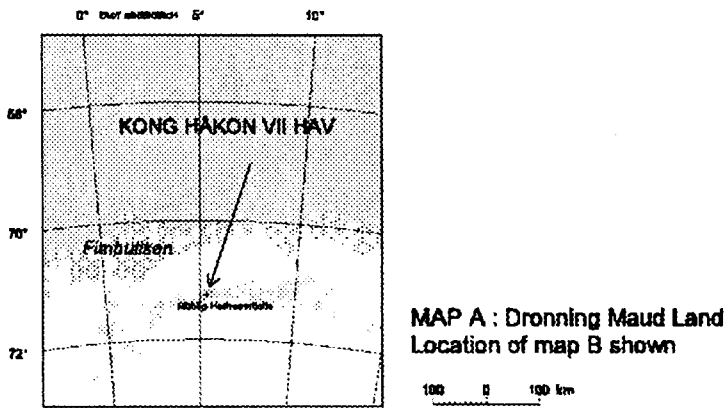 0° 5° 10°
68°
KONG HÅKON VII HAV
70°
Fimbulisen
72°
MAP A : Dronning Maud Land
Location of map B shown
100 0 100 km